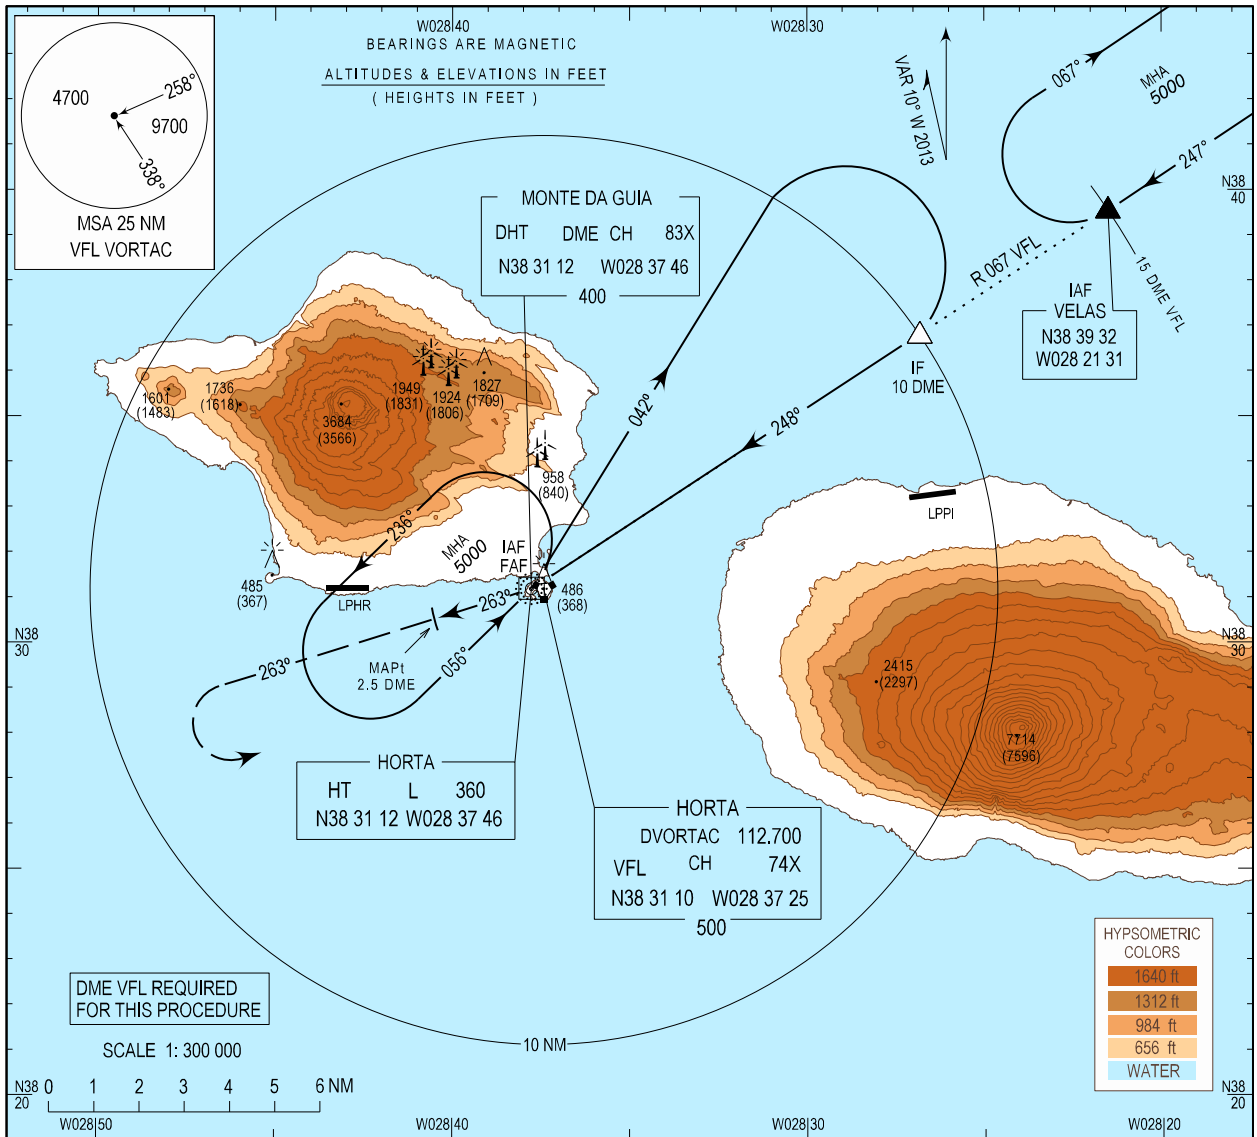 W028|40
W028|30
BEARINGS ARE MAGNETIC
ALTITUDES & ELEVATIONS IN FEET
( HEIGHTS IN FEET )
4700
258°
9700
338°
MSA 25 NM
VFL VORTAC
VAR 10° W 2013
067°
MHA
5000
247°
N38
40
MONTE DA GUIA
DHT DME CH 83X
N38 31 12 W028 37 46
400
R 067 VFL
15 DME VFL
IAF
VELAS
N38 39 32
W028 21 31
IF
10 DME
1601
(1483)
1736
(1618)
3684
(3566)
1949
(1831)
1924
(1806)
1827
(1709)
042°
248°
958
(840)
236°
MHA
5000
IAF
FAF
LPPI
485
(367)
LPHR
263°
486
(368)
N38
30
N38
30
MAPt
2.5 DME
056°
263°
2415
(2297)
7714
(7596)
HORTA
HT L 360
N38 31 12 W028 37 46
HORTA
DVORTAC 112.700
VFL CH 74X
N38 31 10 W028 37 25
500
HYPSOMETRIC
COLORS
1640 ft
1312 ft
984 ft
656 ft
WATER
DME VFL REQUIRED
FOR THIS PROCEDURE
10 NM
SCALE 1: 300 000
0 1 2 3 4 5 6 NM
N38
20
N38
20
W028|50
W028|40
W028|30
W028|20